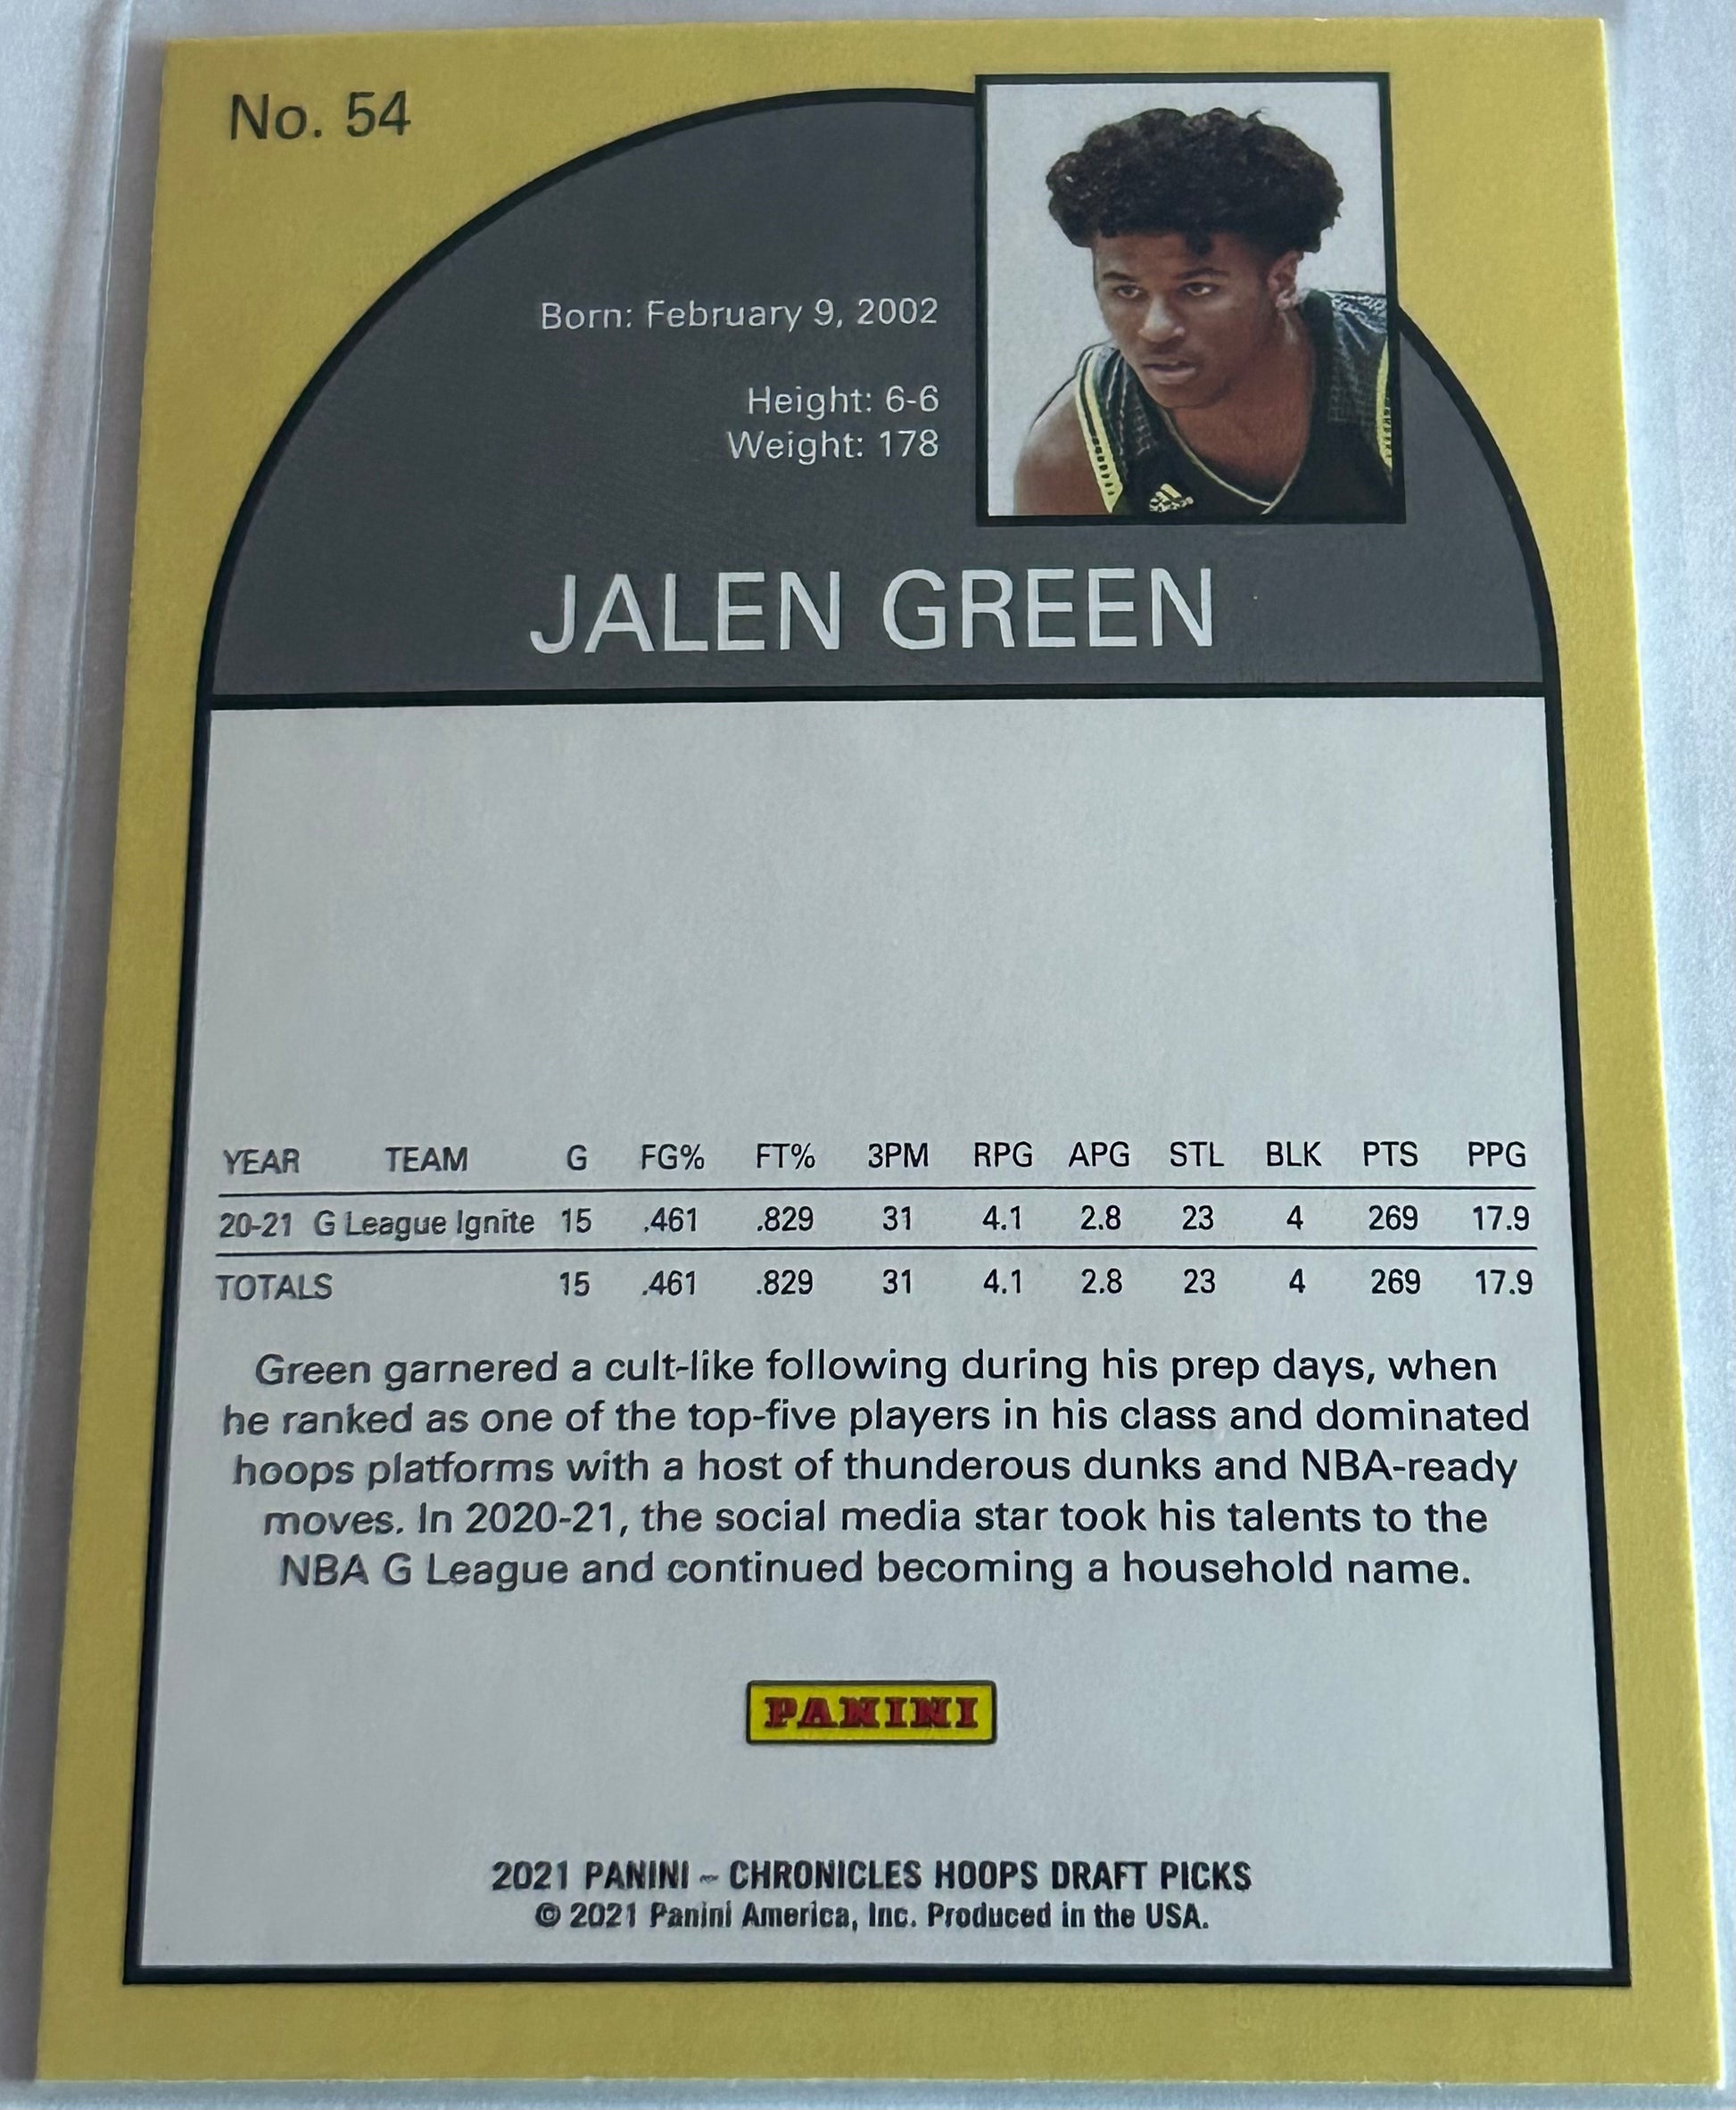 No. 54
Born: February 9, 2002
Height: 6-6
Weight: 178
JALEN GREEN
YEAR TEAM G FG% FT% 3PM RPG APG STL BLK PTS PPG
20-21 G League Ignite 15 .461 .829 31 4.1 2.8 23 4 269 17.9
TOTALS 15 .461 .829 31 4.1 2.8 23 4 269 17.9
Green garnered a cult-like following during his prep days, when
he ranked as one of the top-five players in his class and dominated
hoops platforms with a host of thunderous dunks and NBA-ready
moves. In 2020-21, the social media star took his talents to the
NBA G League and continued becoming a household name.
PANINI
2021 PANINI – CHRONICLES HOOPS DRAFT PICKS
© 2021 Panini America, Inc. Produced in the USA.